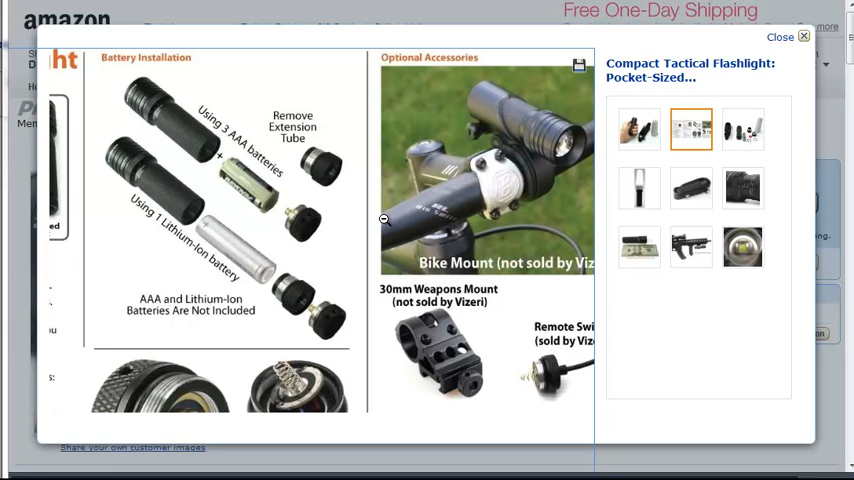 amazon
Free One-Day Shipping
more
Close
Compact Tactical Flashlight:
Pocket-Sized...
ht
Battery Installation
Optional Accessories
Using 3 AAA batteries
Remove
Extension
Tube
+
Using 1 Lithium-Ion battery
AAA and Lithium-Ion
Batteries Are Not Included
Bike Mount (not sold by Viz
30mm Weapons Mount
(not sold by Vizeri)
Remote Swi
(sold by Viz
Share your own customer images